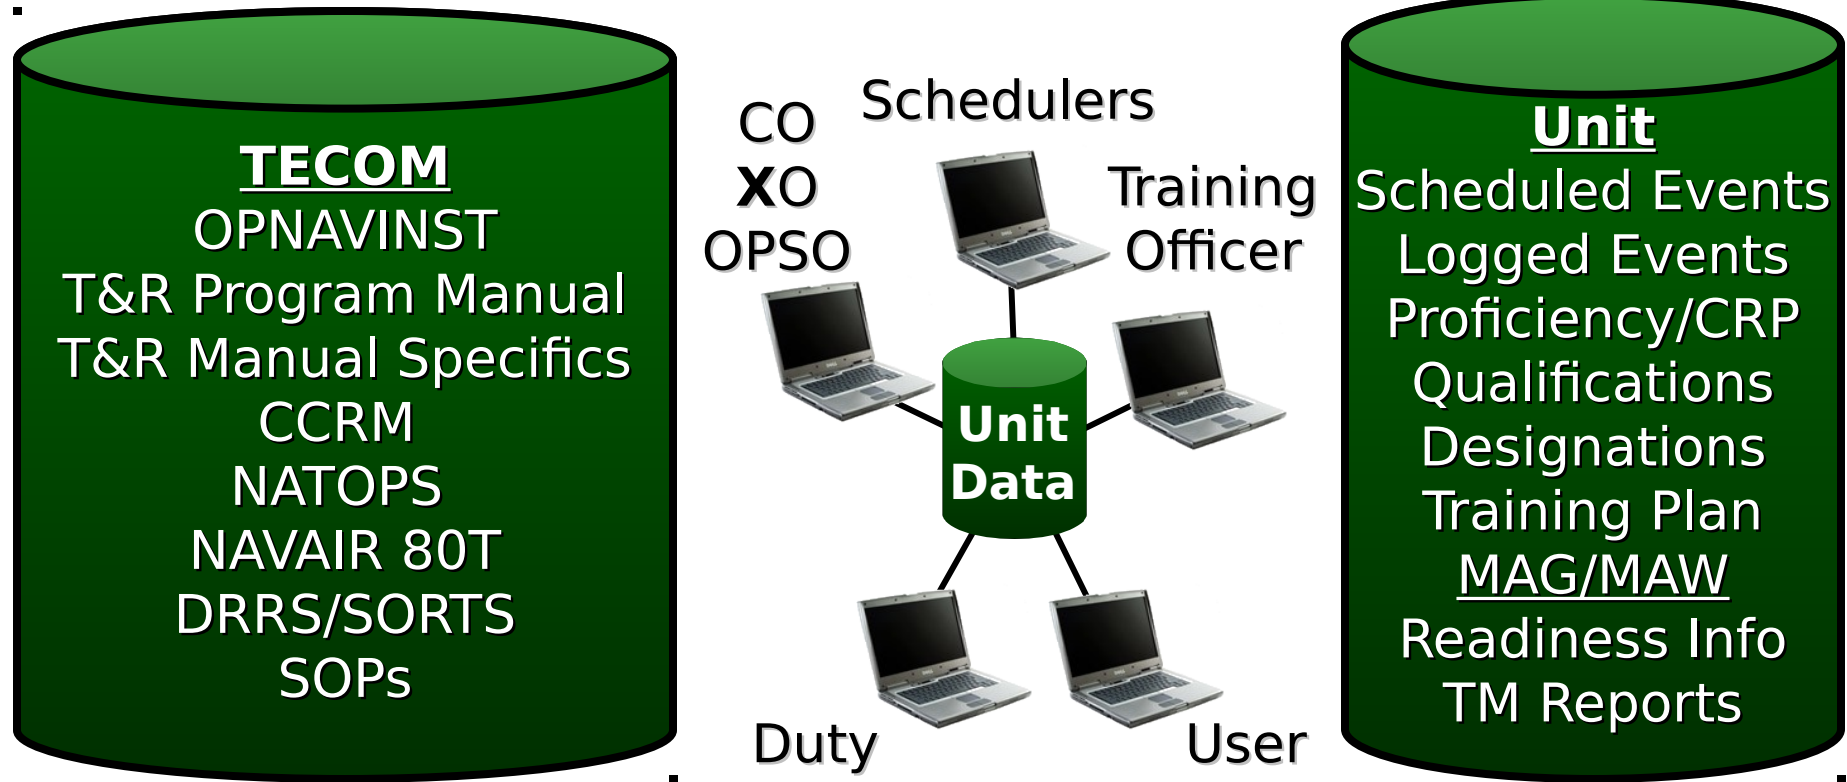 TECOM
OPNAVINST
T&R Program Manual
T&R Manual Specifics
CCRM
NATOPS
NAVAIR 80T
DRRS/SORTS
SOPs
CO
XO
OPSO
Schedulers
Training
Officer
Unit
Data
Duty
User
Unit
Scheduled Events
Logged Events
Proficiency/CRP
Qualifications
Designations
Training Plan
MAG/MAW
Readiness Info
TM Reports